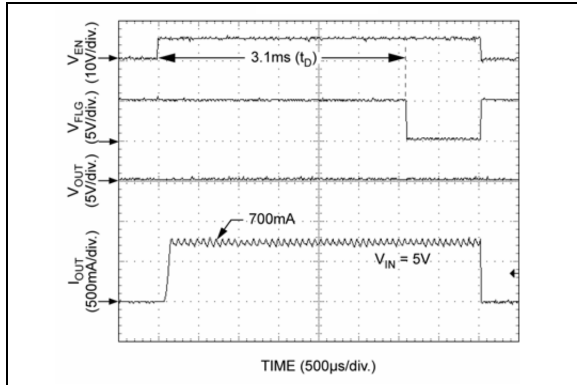 V_EN
(10V/div.)
3.1ms (t_D)
V_FLG
(5V/div.)
V_OUT
(5V/div.)
700mA
I_OUT
(500mA/div.)
V_IN = 5V
TIME (500µs/div.)